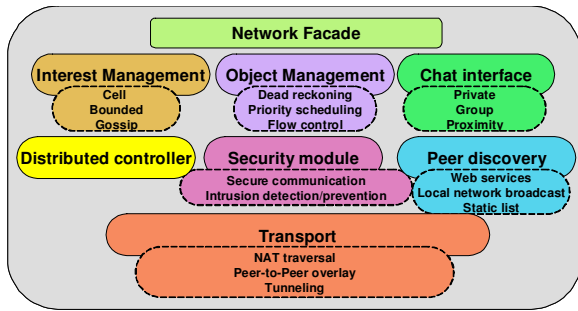 Network Facade
Interest Management
Cell
Bounded
Gossip
Object Management
Dead reckoning
Priority scheduling
Flow control
Chat interface
Private
Group
Proximity
Distributed controller
Security module
Secure communication
Intrusion detection/prevention
Peer discovery
Web services
Local network broadcast
Static list
Transport
NAT traversal
Peer-to-Peer overlay
Tunneling